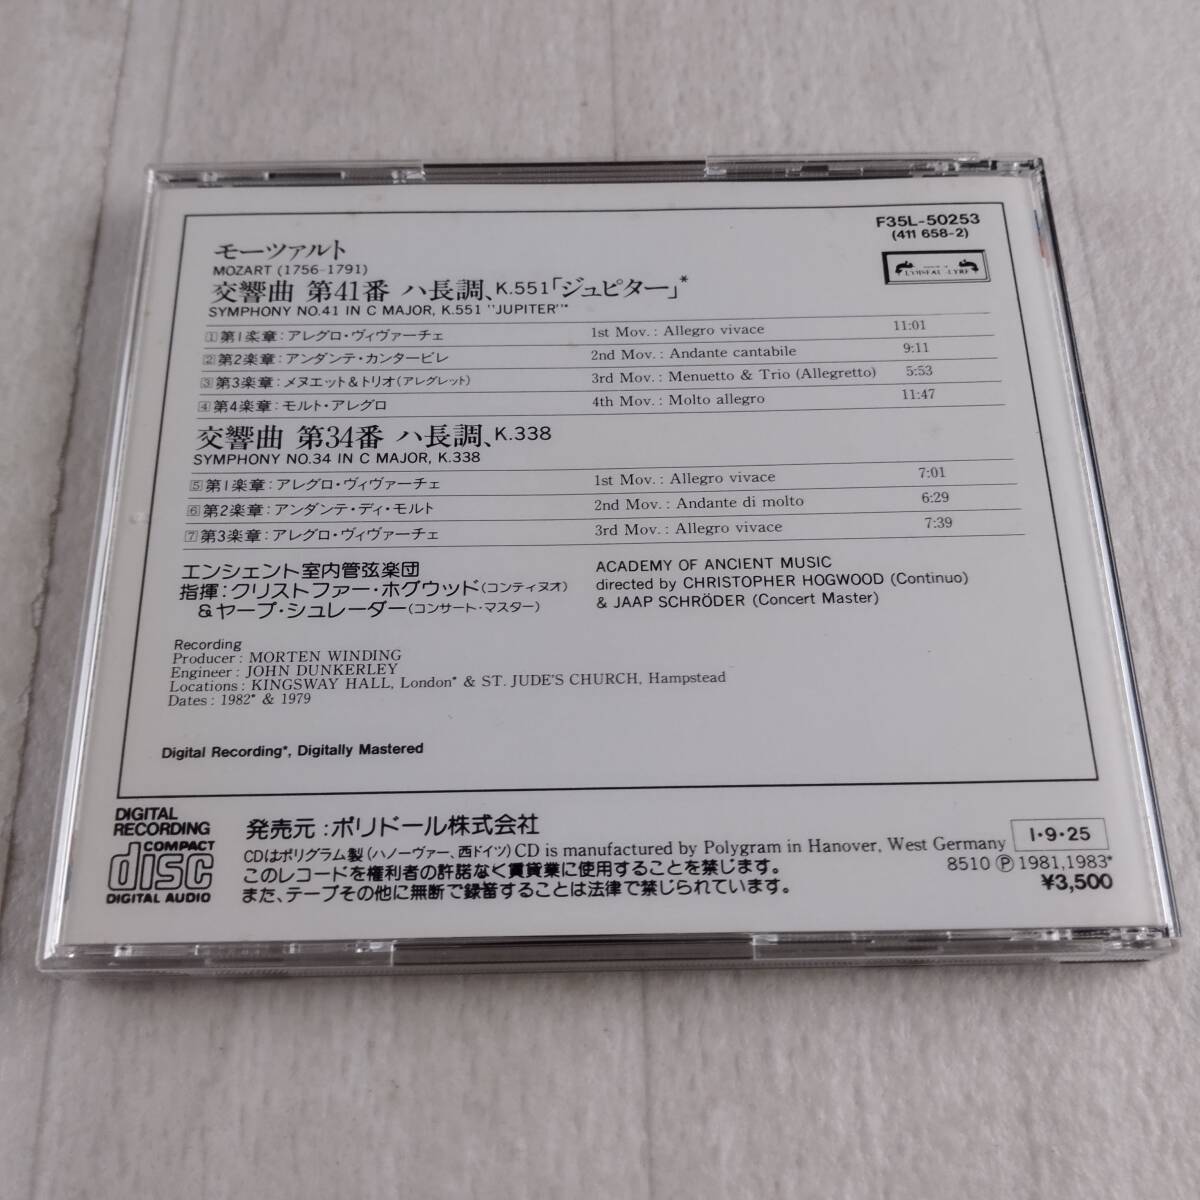 F35L-50253
(411 658-2)
L'OISEAU-LYRE
モーツァルト
MOZART (1756-1791)
交響曲 第41番 ハ長調、K.551「ジュピター」*
SYMPHONY NO.41 IN C MAJOR, K.551 "JUPITER"*
1 第1楽章：アレグロ・ヴィヴァーチェ 1st Mov. : Allegro vivace 11:01
2 第2楽章：アンダンテ・カンタービレ 2nd Mov. : Andante cantabile 9:11
3 第3楽章：メヌエット&トリオ(アレグレット) 3rd Mov. : Menuetto & Trio (Allegretto) 5:53
4 第4楽章：モルト・アレグロ 4th Mov. : Molto allegro 11:47
交響曲 第34番 ハ長調、K.338
SYMPHONY NO.34 IN C MAJOR, K.338
5 第1楽章：アレグロ・ヴィヴァーチェ 1st Mov. : Allegro vivace 7:01
6 第2楽章：アンダンテ・ディ・モルト 2nd Mov. : Andante di molto 6:29
7 第3楽章：アレグロ・ヴィヴァーチェ 3rd Mov. : Allegro vivace 7:39
エンシェント室内管弦楽団
指揮：クリストファー・ホグウッド(コンティヌオ)
&ヤープ・シュレーダー(コンサート・マスター)
ACADEMY OF ANCIENT MUSIC
directed by CHRISTOPHER HOGWOOD (Continuo)
& JAAP SCHRÖDER (Concert Master)
Recording
Producer : MORTEN WINDING
Engineer : JOHN DUNKERLEY
Locations : KINGSWAY HALL, London* & ST. JUDE'S CHURCH, Hampstead
Dates : 1982* & 1979
Digital Recording*, Digitally Mastered
DIGITAL
RECORDING
COMPACT
disc
DIGITAL AUDIO
発売元：ポリドール株式会社
CDはポリグラム製(ハノーヴァー、西ドイツ) CD is manufactured by Polygram in Hanover, West Germany
このレコードを権利者の許諾なく賃貸業に使用することを禁じます。
また、テープその他に無断で録音することは法律で禁じられています。
1・9・25
8510 Ⓟ 1981,1983*
¥3,500